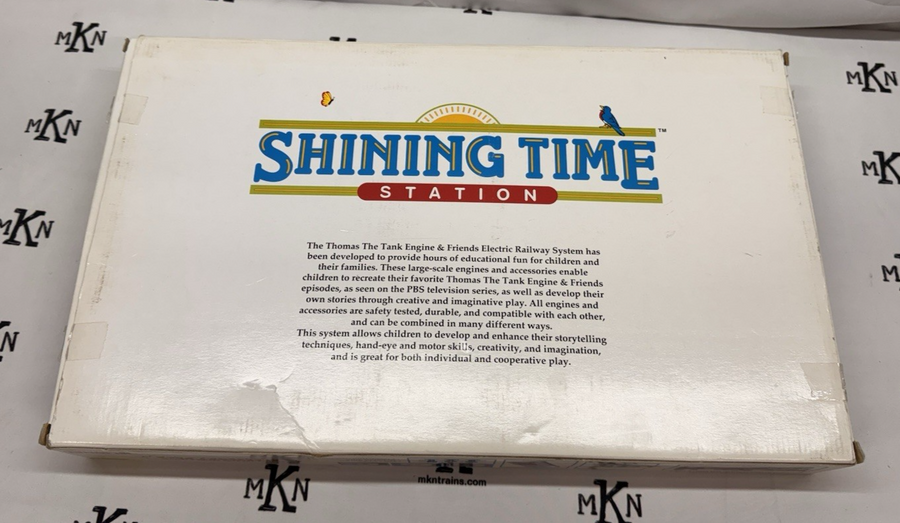 MKN
MKN
MKN
MKN
SHINING TIME™
STATION
The Thomas The Tank Engine & Friends Electric Railway System has
been developed to provide hours of educational fun for children and
their families. These large-scale engines and accessories enable
children to recreate their favorite Thomas The Tank Engine & Friends
episodes, as seen on the PBS television series, as well as develop their
own stories through creative and imaginative play. All engines and
accessories are safety tested, durable, and compatible with each other,
and can be combined in many different ways.
This system allows children to develop and enhance their storytelling
techniques, hand-eye and motor skills, creativity, and imagination,
and is great for both individual and cooperative play.
mkntrains.com
MKN
MKN